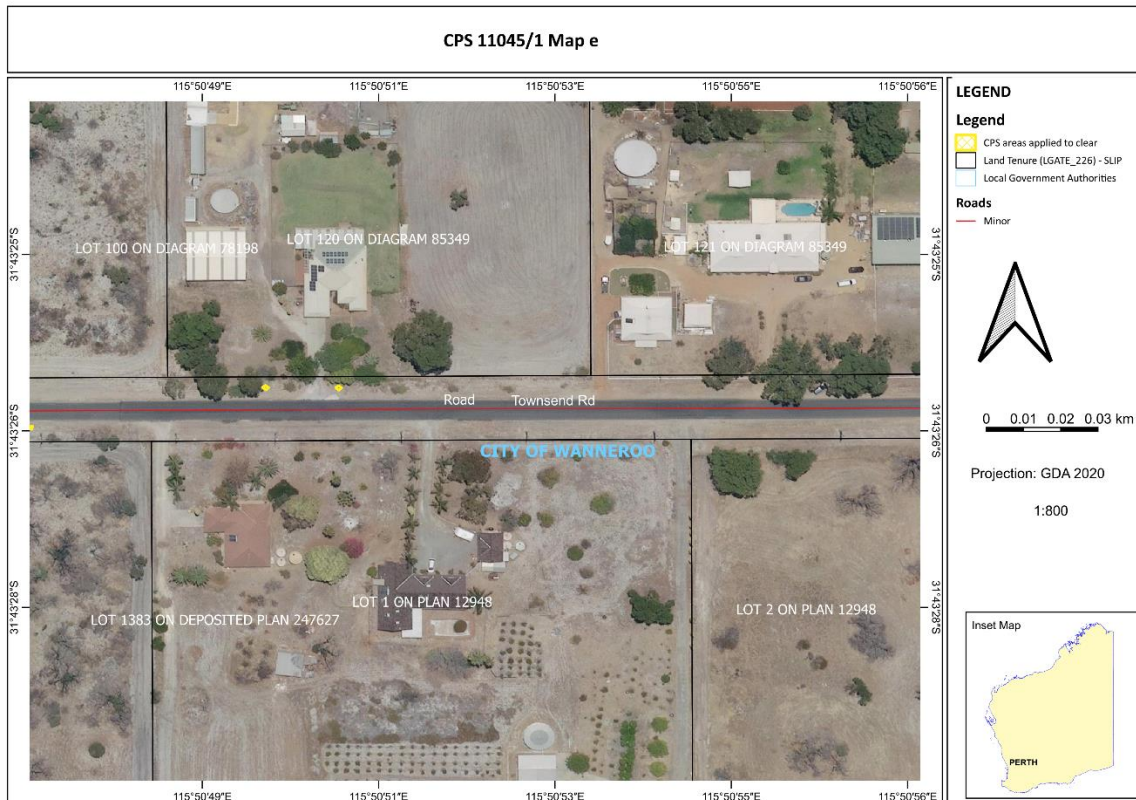 CPS 11045/1 Map e
115°50'49"E 115°50'51"E 115°50'53"E 115°50'55"E 115°50'56"E
31°43'25"S
31°43'26"S
31°43'28"S
LOT 100 ON DIAGRAM 78198
LOT 120 ON DIAGRAM 85349
LOT 121 ON DIAGRAM 85349
Road Townsend Rd
CITY OF WANNEROO
LOT 1383 ON DEPOSITED PLAN 247627
LOT 1 ON PLAN 12948
LOT 2 ON PLAN 12948
31°43'25"S
31°43'26"S
31°43'28"S
115°50'49"E 115°50'51"E 115°50'53"E 115°50'55"E 115°50'56"E
LEGEND
Legend
CPS areas applied to clear
Land Tenure (LGATE_226) - SLIP
Local Government Authorities
Roads
Minor
0 0.01 0.02 0.03 km
Projection: GDA 2020
1:800
Inset Map
PERTH